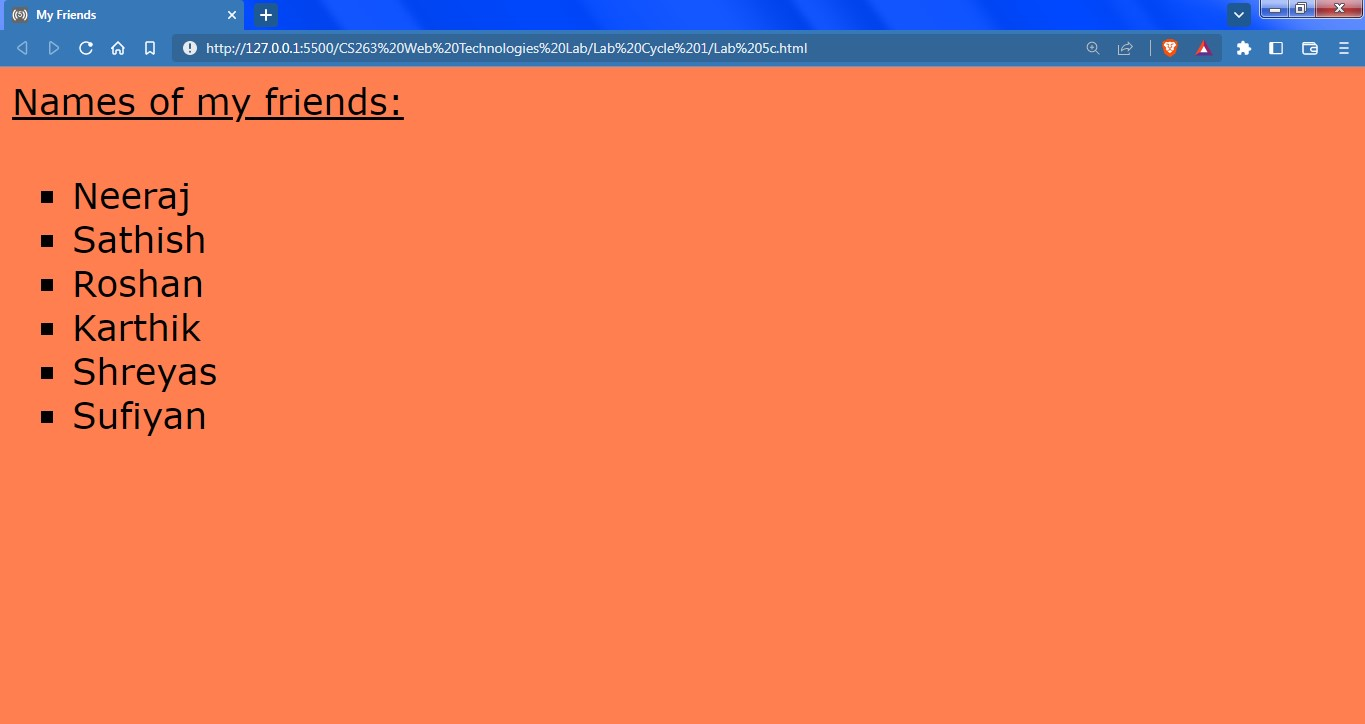 My Friends
http://127.0.0.1:5500/CS263%20Web%20Technologies%20Lab/Lab%20Cycle%201/Lab%205c.html
Names of my friends:
Neeraj
Sathish
Roshan
Karthik
Shreyas
Sufiyan